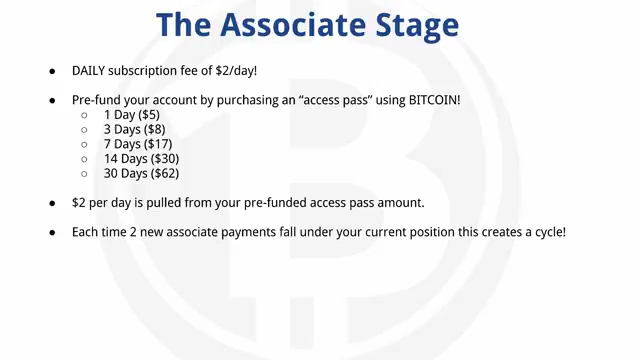 The Associate Stage
● DAILY subscription fee of $2/day!
● Pre-fund your account by purchasing an “access pass” using BITCOIN!
○ 1 Day ($5)
○ 3 Days ($8)
○ 7 Days ($17)
○ 14 Days ($30)
○ 30 Days ($62)
● $2 per day is pulled from your pre-funded access pass amount.
● Each time 2 new associate payments fall under your current position this creates a cycle!